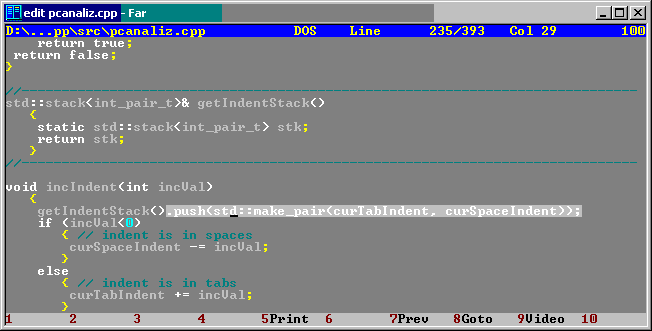 edit pcanaliz.cpp - Far
D:\...pp\src\pcanaliz.cpp DOS Line 235/393 Col 29 100
return true;
return false;
}
//------------------------------------------------------------------------------
std::stack<int_pair_t>& getIndentStack()
{
static std::stack<int_pair_t> stk;
return stk;
}
//------------------------------------------------------------------------------
void incIndent(int incVal)
{
getIndentStack().push(std::make_pair(curTabIndent, curSpaceIndent));
if (incVal<0)
{ // indent is in spaces
curSpaceIndent -= incVal;
}
else
{ // indent is in tabs
curTabIndent += incVal;
}
1 2 3 4 5Print 6 7Prev 8Goto 9Video 10